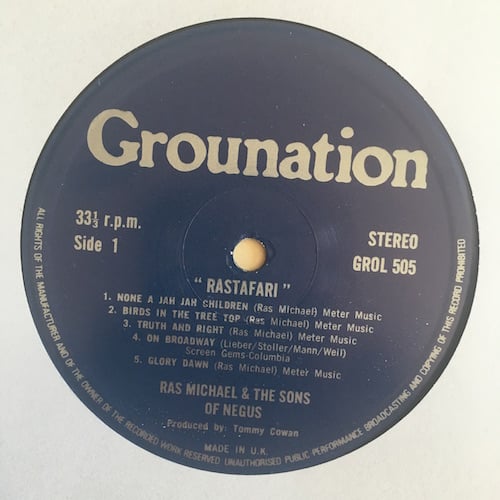 Grounation
33⅓ r.p.m.
Side 1
STEREO
GROL 505
" RASTAFARI "
1. NONE A JAH JAH CHILDREN (Ras Michael) Meter Music
2. BIRDS IN THE TREE TOP (Ras Michael) Meter Music
3. TRUTH AND RIGHT (Ras Michael) Meter Music
4. ON BROADWAY (Lieber/Stoller/Mann/Weil)
Screen Gems-Columbia
5. GLORY DAWN (Ras Michael) Meter Music
RAS MICHAEL & THE SONS
OF NEGUS
Produced by: Tommy Cowan
MADE IN U.K.
ALL RIGHTS OF THE MANUFACTURER AND OF THE OWNER OF THE RECORDED WORK RESERVED UNAUTHORISED PUBLIC PERFORMANCE BROADCASTING AND COPYING OF THIS RECORD PROHIBITED